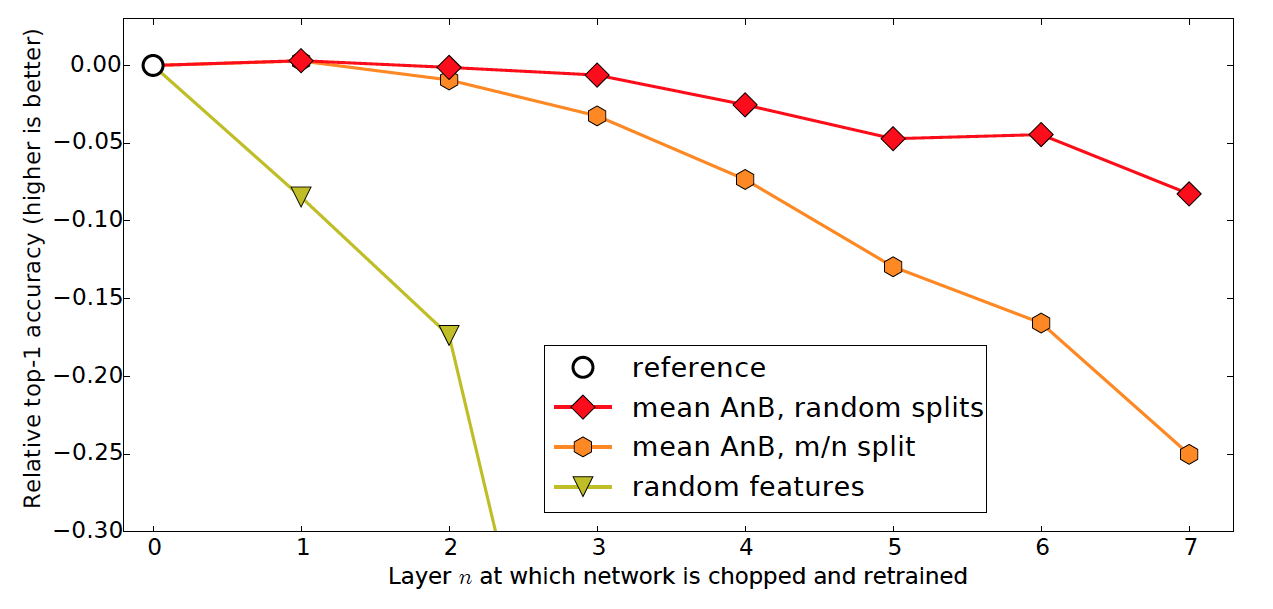 Relative top-1 accuracy (higher is better)
0.00
−0.05
−0.10
−0.15
−0.20
−0.25
−0.30
reference
mean AnB, random splits
mean AnB, m/n split
random features
0 1 2 3 4 5 6 7
Layer n at which network is chopped and retrained